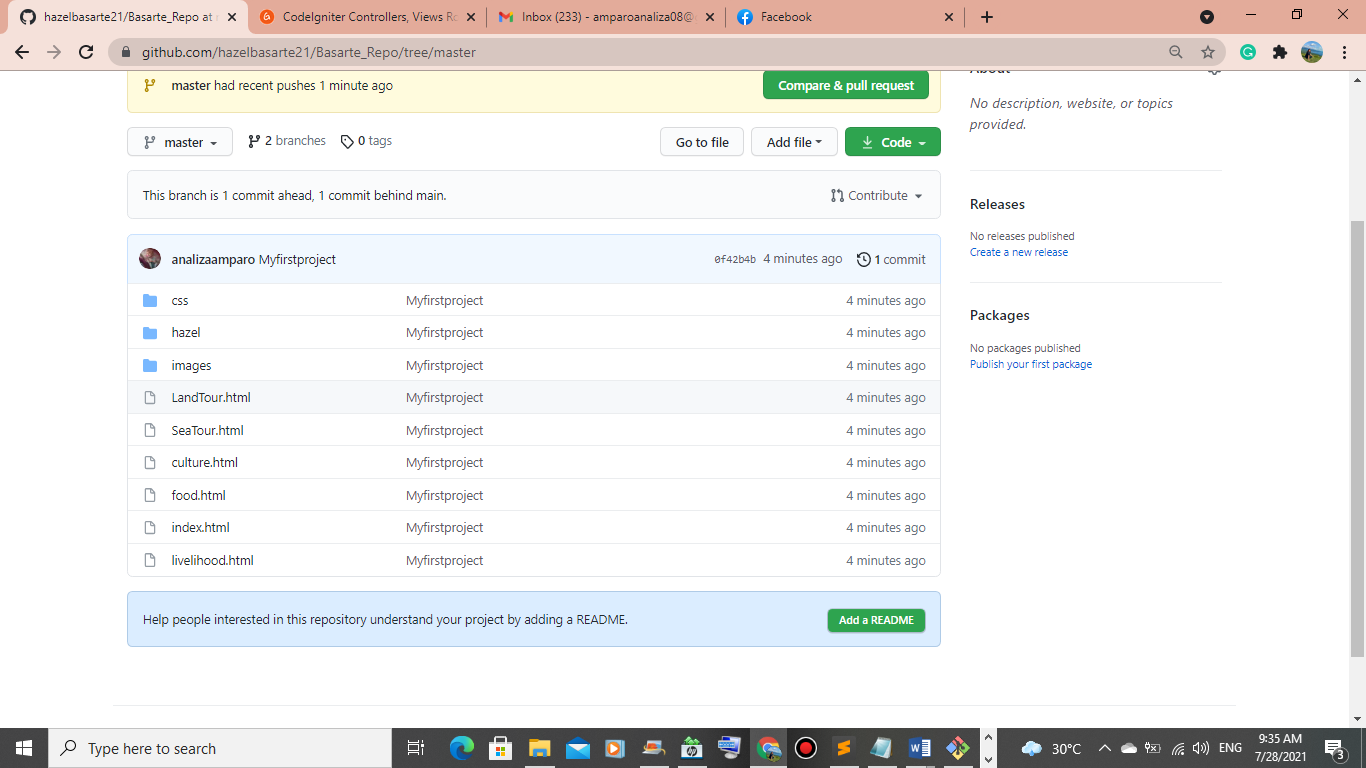 hazelbasarte21/Basarte_Repo at
CodeIgniter Controllers, Views Ro
Inbox (233) - amparoanaliza08@
Facebook
github.com/hazelbasarte21/Basarte_Repo/tree/master
master had recent pushes 1 minute ago
Compare & pull request
About
No description, website, or topics
provided.
master
2 branches
0 tags
Go to file
Add file
Code
This branch is 1 commit ahead, 1 commit behind main.
Contribute
Releases
No releases published
Create a new release
analizaamparo Myfirstproject
0f42b4b 4 minutes ago
1 commit
css Myfirstproject 4 minutes ago
hazel Myfirstproject 4 minutes ago
images Myfirstproject 4 minutes ago
LandTour.html Myfirstproject 4 minutes ago
SeaTour.html Myfirstproject 4 minutes ago
culture.html Myfirstproject 4 minutes ago
food.html Myfirstproject 4 minutes ago
index.html Myfirstproject 4 minutes ago
livelihood.html Myfirstproject 4 minutes ago
Packages
No packages published
Publish your first package
Help people interested in this repository understand your project by adding a README.
Add a README
Type here to search
30°C
ENG
9:35 AM
7/28/2021
3